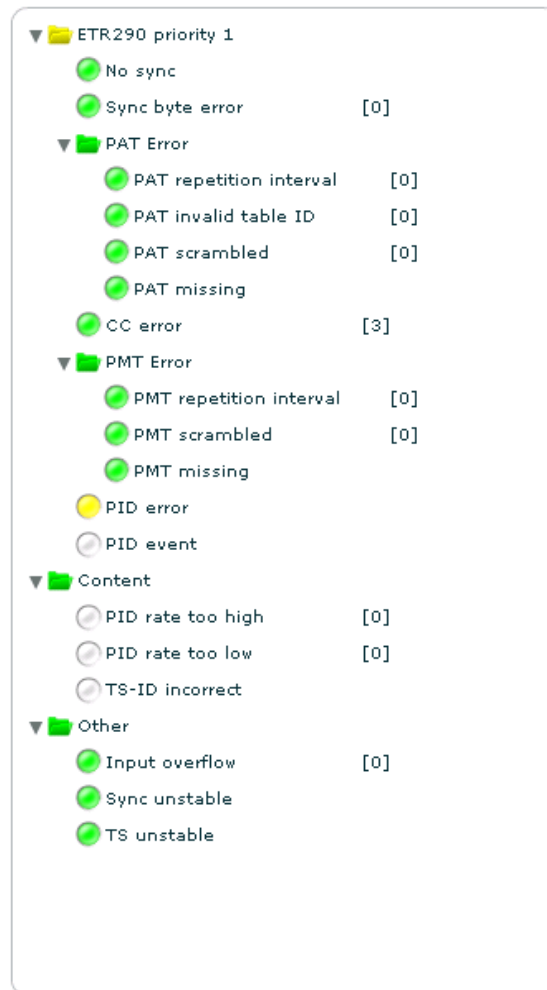 ETR290 priority 1
No sync
Sync byte error [0]
PAT Error
PAT repetition interval [0]
PAT invalid table ID [0]
PAT scrambled [0]
PAT missing
CC error [3]
PMT Error
PMT repetition interval [0]
PMT scrambled [0]
PMT missing
PID error
PID event
Content
PID rate too high [0]
PID rate too low [0]
TS-ID incorrect
Other
Input overflow [0]
Sync unstable
TS unstable